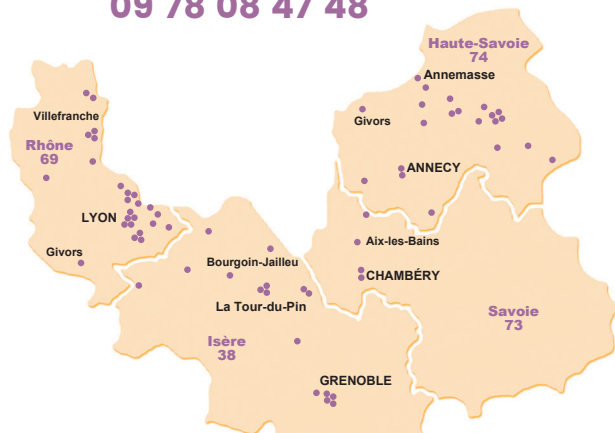 09 78 08 47 48
Haute-Savoie
74
Annemasse
Givors
ANNECY
Villefranche
Rhône
69
LYON
Givors
Aix-les-Bains
CHAMBÉRY
Bourgoin-Jailleu
La Tour-du-Pin
Savoie
73
Isère
38
GRENOBLE